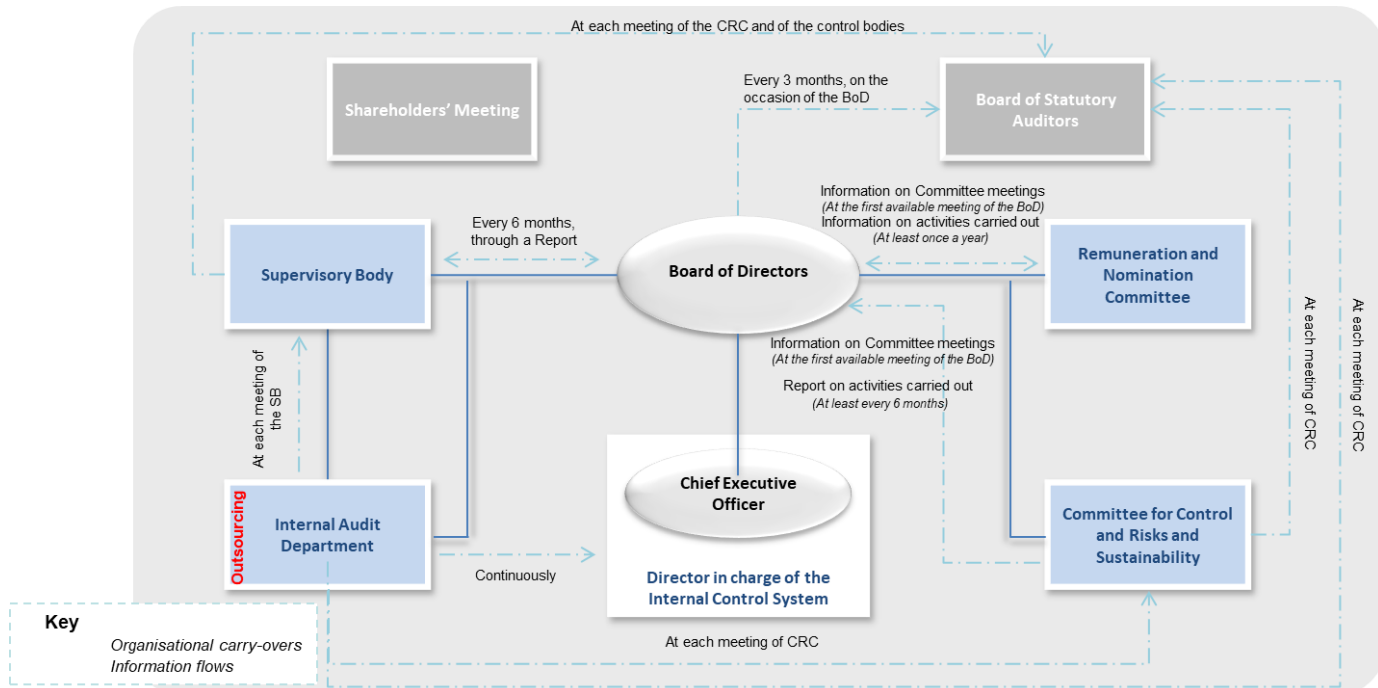 At each meeting of the CRC and of the control bodies
Shareholders’ Meeting
Every 3 months, on the
occasion of the BoD
Board of Statutory
Auditors
Supervisory Body
Every 6 months,
through a Report
Board of Directors
Information on Committee meetings
(At the first available meeting of the BoD)
Information on activities carried out
(At least once a year)
Remuneration and
Nomination
Committee
At each meeting of CRC
At each meeting of CRC
Information on Committee meetings
(At the first available meeting of the BoD)
Report on activities carried out
(At least every 6 months)
At each meeting of
the SB
Outsourcing
Internal Audit
Department
Continuously
Chief Executive
Officer
Director in charge of the
Internal Control System
Committee for Control
and Risks and
Sustainability
At each meeting of CRC
Key
Organisational carry-overs
Information flows